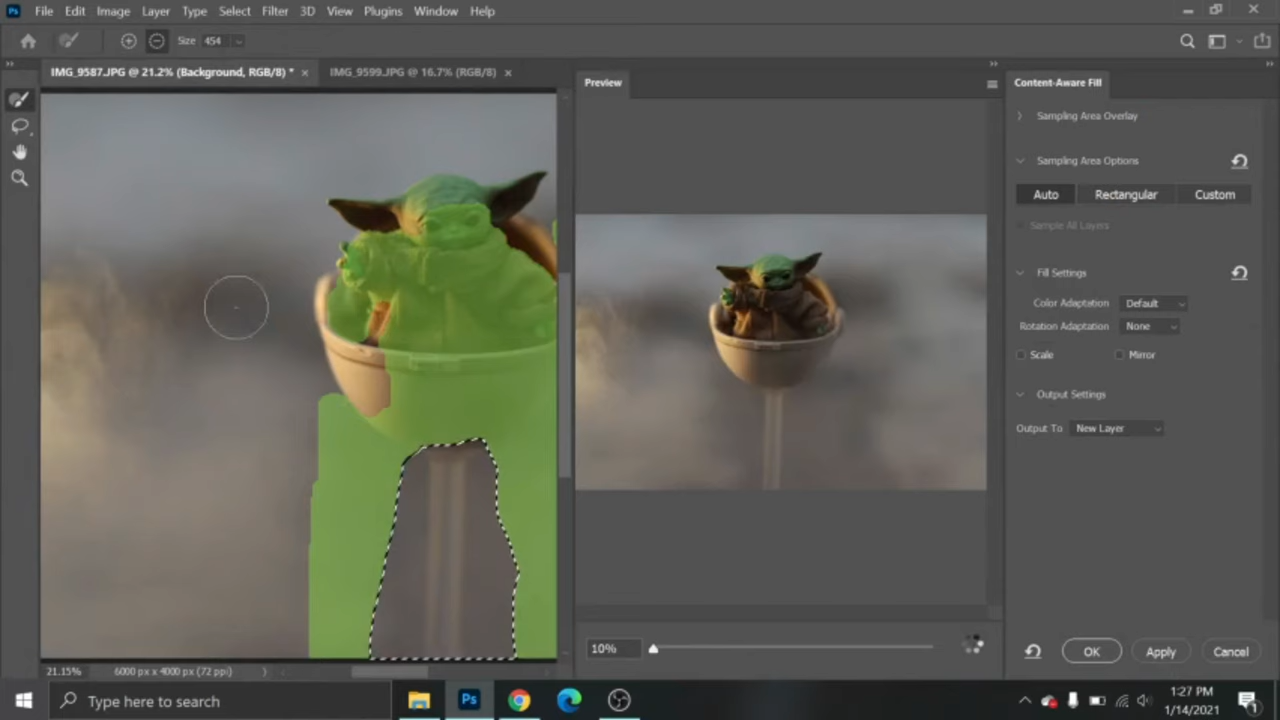 Ps File Edit Image Layer Type Select Filter 3D View Plugins Window Help
Size 454
IMG_9587.JPG @ 21.2% (Background, RGB/8) * × IMG_9599.JPG @ 16.7% (RGB/8) ×
Preview
Content-Aware Fill
Sampling Area Overlay
Sampling Area Options
Auto Rectangular Custom
Sample All Layers
Fill Settings
Color Adaptation Default
Rotation Adaptation None
Scale Mirror
Output Settings
Output To New Layer
10%
OK Apply Cancel
21.15% 6000 px x 4000 px (72 ppi)
Type here to search
Ps
1:27 PM
1/14/2021
1